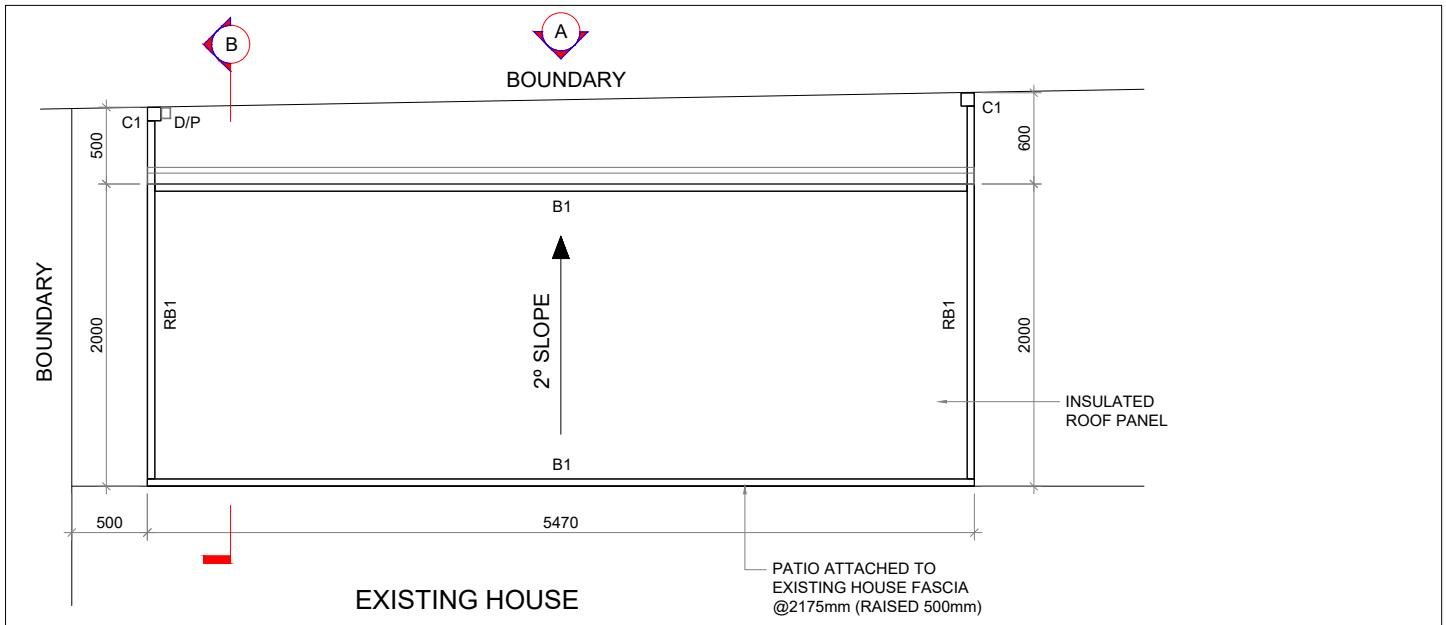 B
A
BOUNDARY
C1
D/P
C1
500
600
B1
BOUNDARY
2000
RB1
2º SLOPE
RB1
2000
INSULATED
ROOF PANEL
B1
500
5470
PATIO ATTACHED TO
EXISTING HOUSE FASCIA
@2175mm (RAISED 500mm)
EXISTING HOUSE